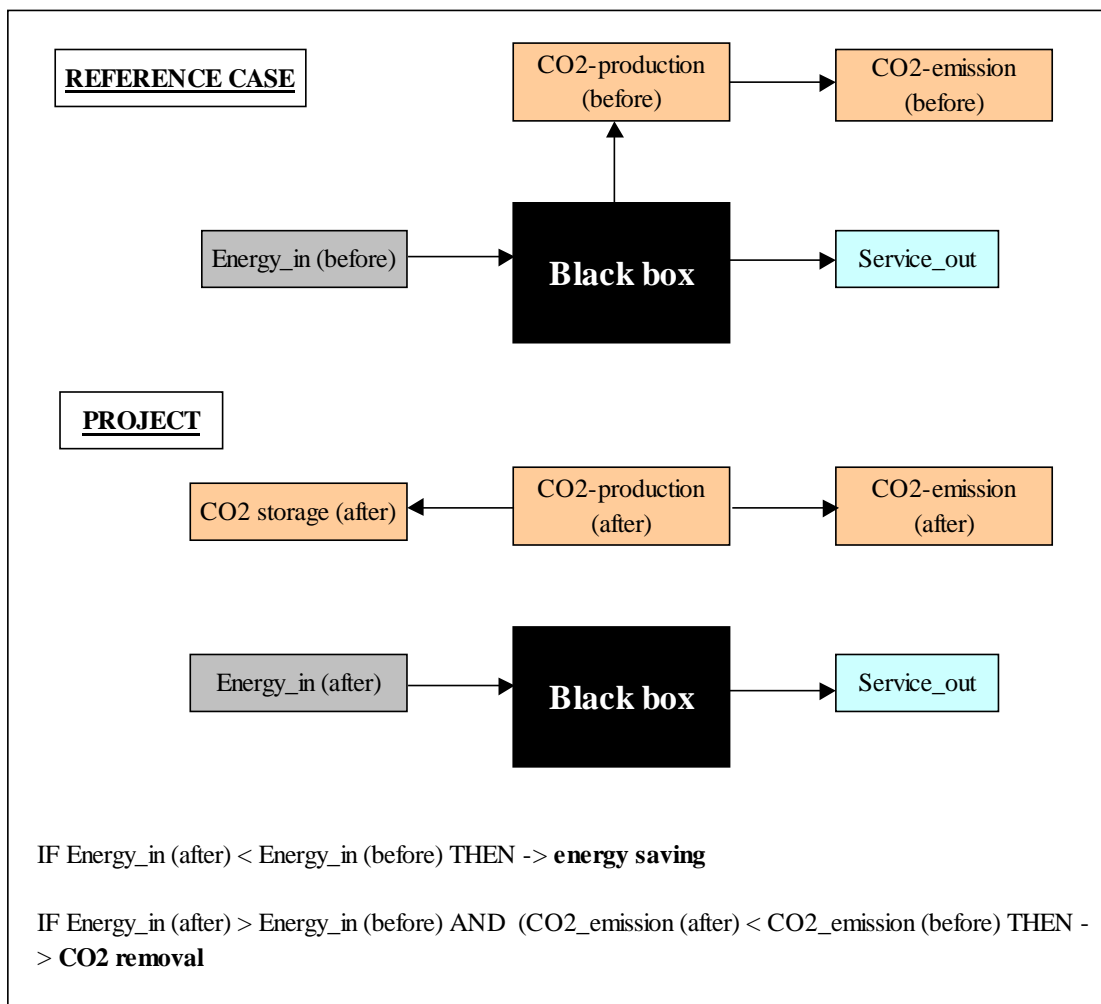 REFERENCE CASE
CO2-production
(before)
CO2-emission
(before)
Energy_in (before)
Black box
Service_out
PROJECT
CO2 storage (after)
CO2-production
(after)
CO2-emission
(after)
Energy_in (after)
Black box
Service_out
IF Energy_in (after) < Energy_in (before) THEN -> energy saving
IF Energy_in (after) > Energy_in (before) AND (CO2_emission (after) < CO2_emission (before) THEN -
> CO2 removal